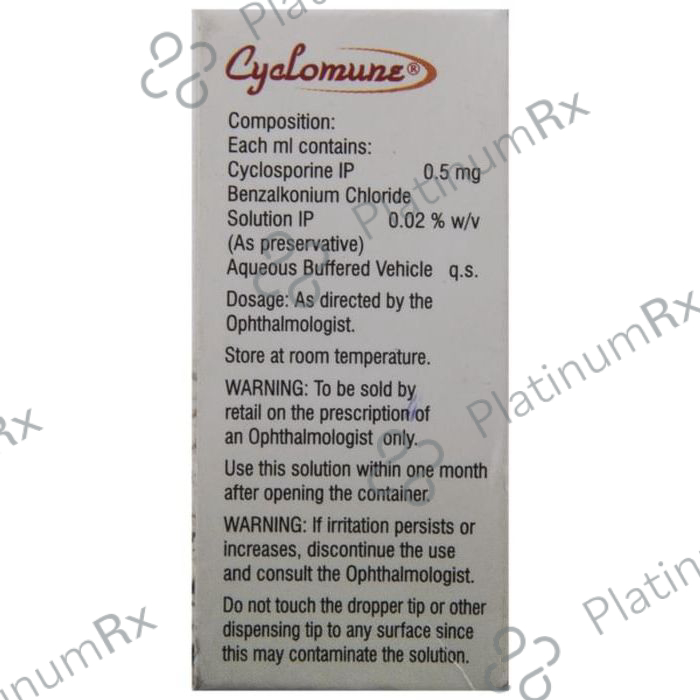 Cyclomune®
Composition:
Each ml contains:
Cyclosporine IP 0.5 mg
Benzalkonium Chloride
Solution IP 0.02 % w/v
(As preservative)
Aqueous Buffered Vehicle q.s.
Dosage: As directed by the
Ophthalmologist.
Store at room temperature.
WARNING: To be sold by
retail on the prescription of
an Ophthalmologist only.
Use this solution within one month
after opening the container.
WARNING: If irritation persists or
increases, discontinue the use
and consult the Ophthalmologist.
Do not touch the dropper tip or other
dispensing tip to any surface since
this may contaminate the solution.
PlatinumRx
PlatinumRx
PlatinumRx
Rx
PlatinumRx
inumRx